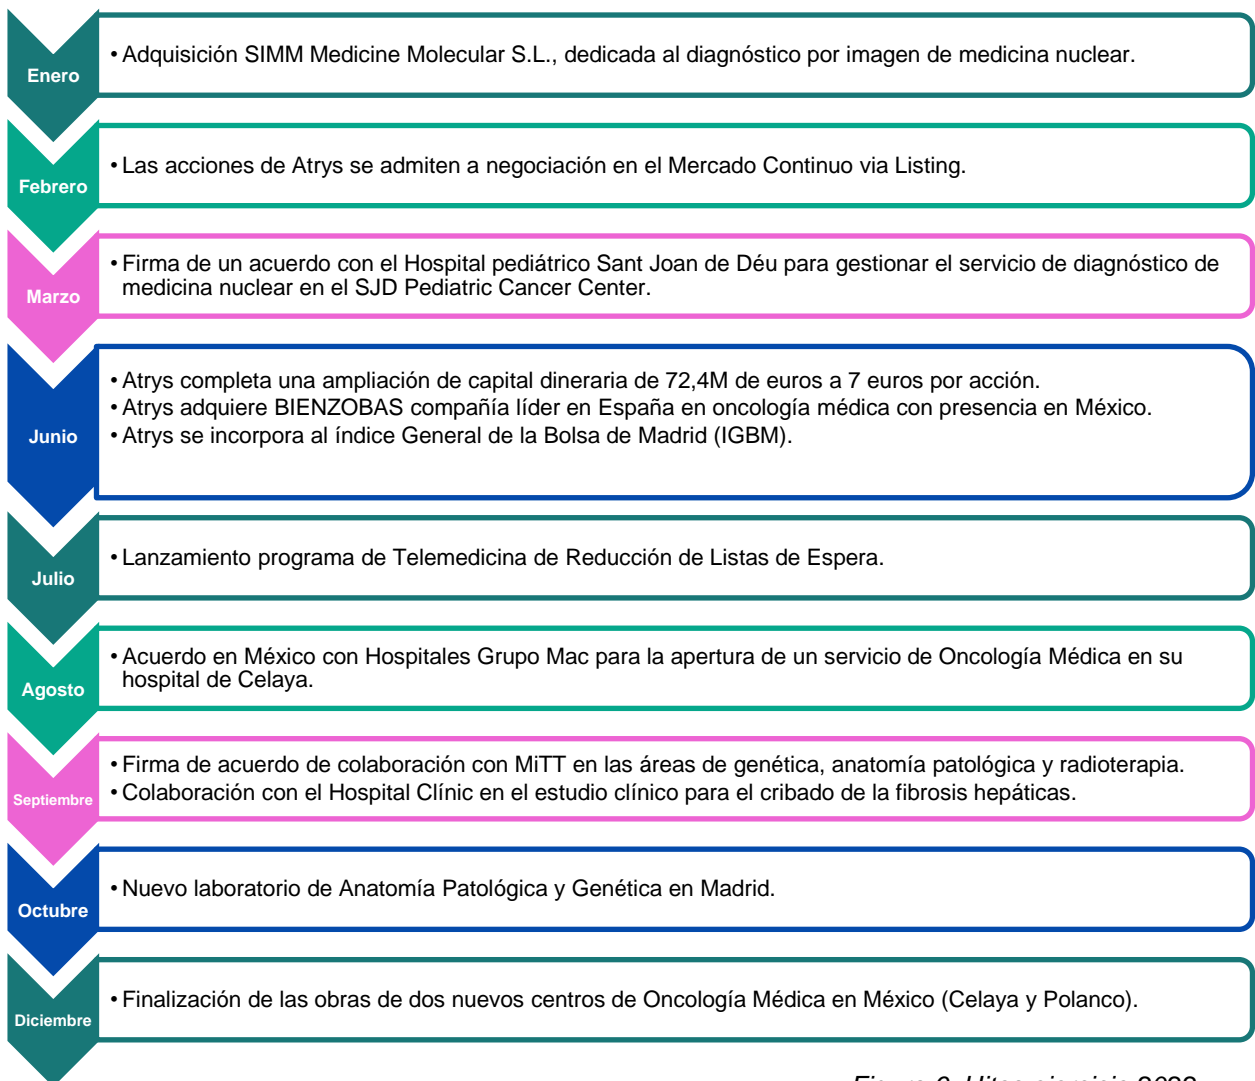 Enero
• Adquisición SIMM Medicine Molecular S.L., dedicada al diagnóstico por imagen de medicina nuclear.
Febrero
• Las acciones de Atrys se admiten a negociación en el Mercado Continuo via Listing.
Marzo
• Firma de un acuerdo con el Hospital pediátrico Sant Joan de Déu para gestionar el servicio de diagnóstico de
medicina nuclear en el SJD Pediatric Cancer Center.
Junio
• Atrys completa una ampliación de capital dineraria de 72,4M de euros a 7 euros por acción.
• Atrys adquiere BIENZOBAS compañía líder en España en oncología médica con presencia en México.
• Atrys se incorpora al índice General de la Bolsa de Madrid (IGBM).
Julio
• Lanzamiento programa de Telemedicina de Reducción de Listas de Espera.
Agosto
• Acuerdo en México con Hospitales Grupo Mac para la apertura de un servicio de Oncología Médica en su
hospital de Celaya.
Septiembre
• Firma de acuerdo de colaboración con MiTT en las áreas de genética, anatomía patológica y radioterapia.
• Colaboración con el Hospital Clínic en el estudio clínico para el cribado de la fibrosis hepáticas.
Octubre
• Nuevo laboratorio de Anatomía Patológica y Genética en Madrid.
Diciembre
• Finalización de las obras de dos nuevos centros de Oncología Médica en México (Celaya y Polanco).